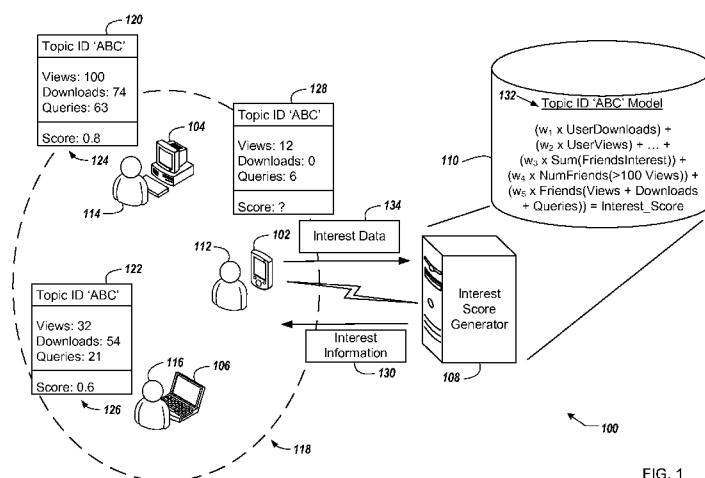 120
Topic ID 'ABC'
Views: 100
Downloads: 74
Queries: 63
Score: 0.8
124
104
114
128
Topic ID 'ABC'
Views: 12
Downloads: 0
Queries: 6
Score: ?
132
Topic ID 'ABC' Model
(w₁ x UserDownloads) +
(w₂ x UserViews) + ... +
(w₃ x Sum(FriendsInterest)) +
(w₄ x NumFriends(>100 Views)) +
(w₅ x Friends(Views + Downloads
+ Queries)) = Interest_Score
110
134
Interest Data
112
102
122
Topic ID 'ABC'
Views: 32
Downloads: 54
Queries: 21
Score: 0.6
126
116
106
Interest
Score
Generator
108
Interest
Information
130
118
100
FIG. 1